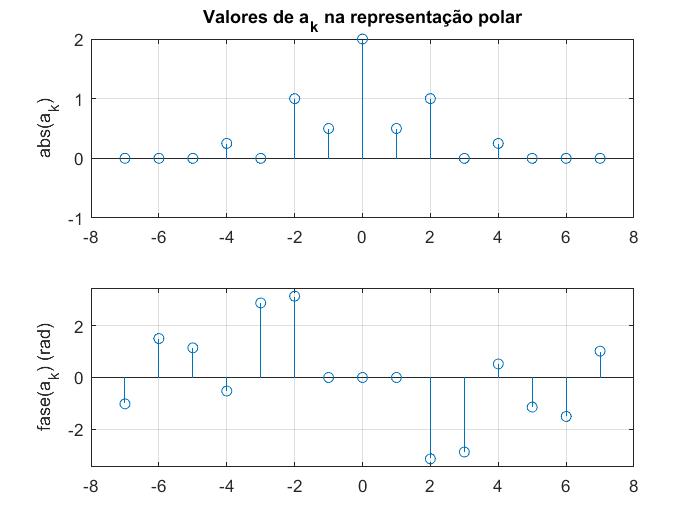 Valores de a_k na representação polar
abs(a_k)
2
1
0
-1
-8 -6 -4 -2 0 2 4 6 8
fase(a_k) (rad)
2
0
-2
-8 -6 -4 -2 0 2 4 6 8